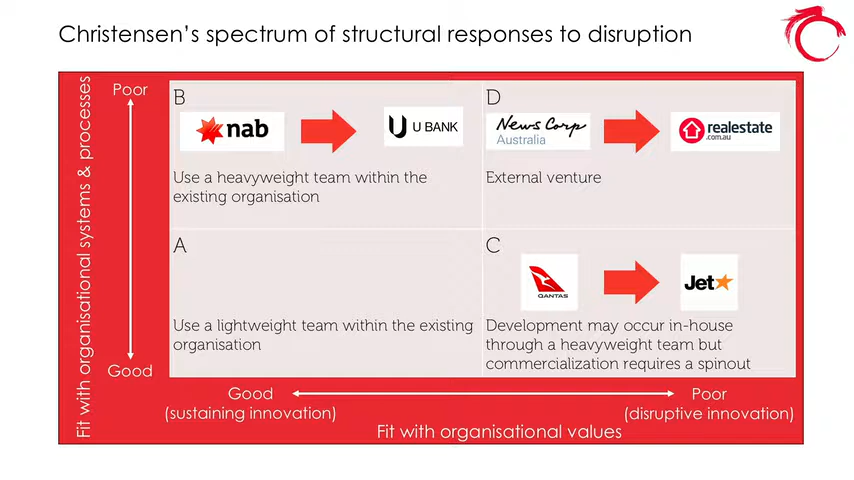 Christensen's spectrum of structural responses to disruption
Fit with organisational systems & processes
Poor
Good
B
nab
U BANK
Use a heavyweight team within the
existing organisation
D
News Corp
Australia
realestate
.com.au
External venture
A
Use a lightweight team within the existing
organisation
C
QANTAS
Jet
Development may occur in-house
through a heavyweight team but
commercialization requires a spinout
Good
(sustaining innovation)
Poor
(disruptive innovation)
Fit with organisational values